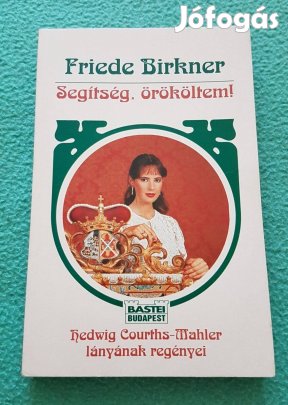 Jófogás
Friede Birkner
Segítség, örököltem!
BASTEI
BUDAPEST
Hedwig Courths-Mahler
lányának regényei